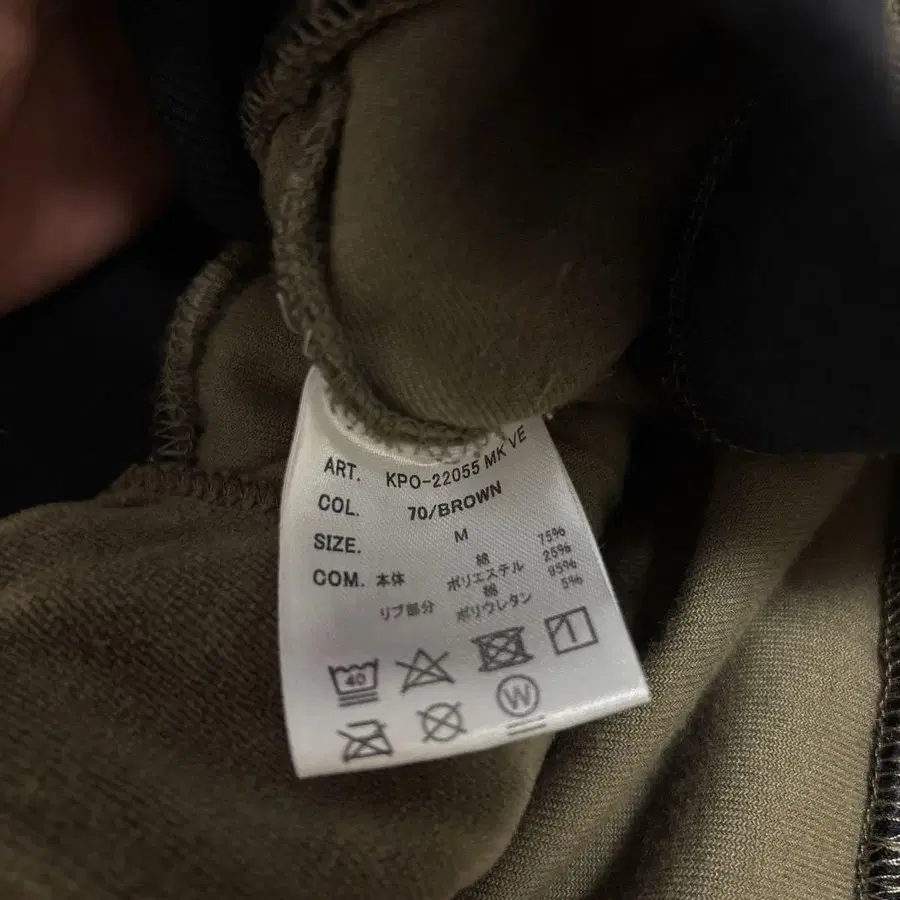 ART. KPO-22055 MK VE
COL. 70/BROWN
SIZE. M
COM. 本体 綿 75%
ポリエステル 25%
リブ部分 綿 95%
ポリウレタン 5%
40
W